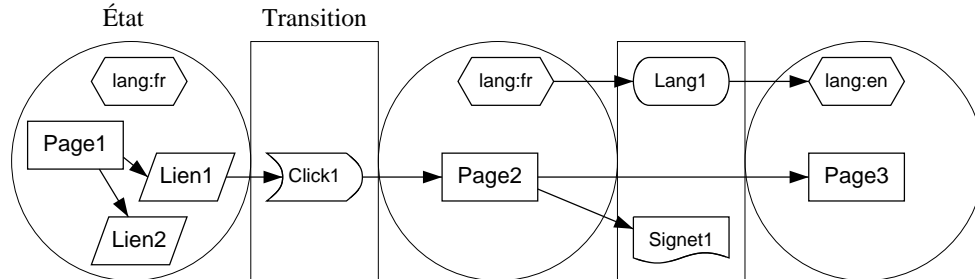 État Transition
lang:fr lang:fr Lang1 lang:en
Page1 Lien1 Click1 Page2 Page3
Lien2 Signet1